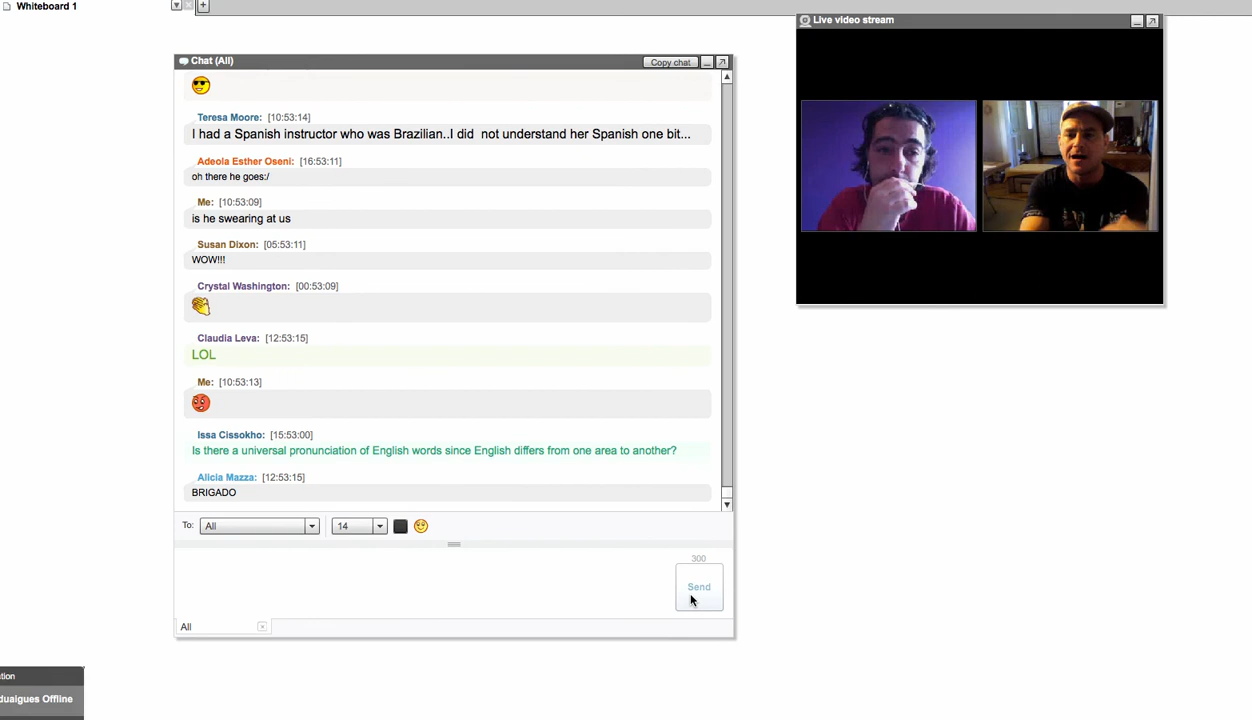 Whiteboard 1
Live video stream
Chat (All)
Copy chat
Teresa Moore: [10:53:14]
I had a Spanish instructor who was Brazilian..I did not understand her Spanish one bit...
Adeola Esther Oseni: [16:53:11]
oh there he goes:/
Me: [10:53:09]
is he swearing at us
Susan Dixon: [05:53:11]
WOW!!!
Crystal Washington: [00:53:09]
Claudia Leva: [12:53:15]
LOL
Me: [10:53:13]
Issa Cissokho: [15:53:00]
Is there a universal pronunciation of English words since English differs from one area to another?
Alicia Mazza: [12:53:15]
BRIGADO
To: All 14
300
Send
All
tion
duaigues Offline